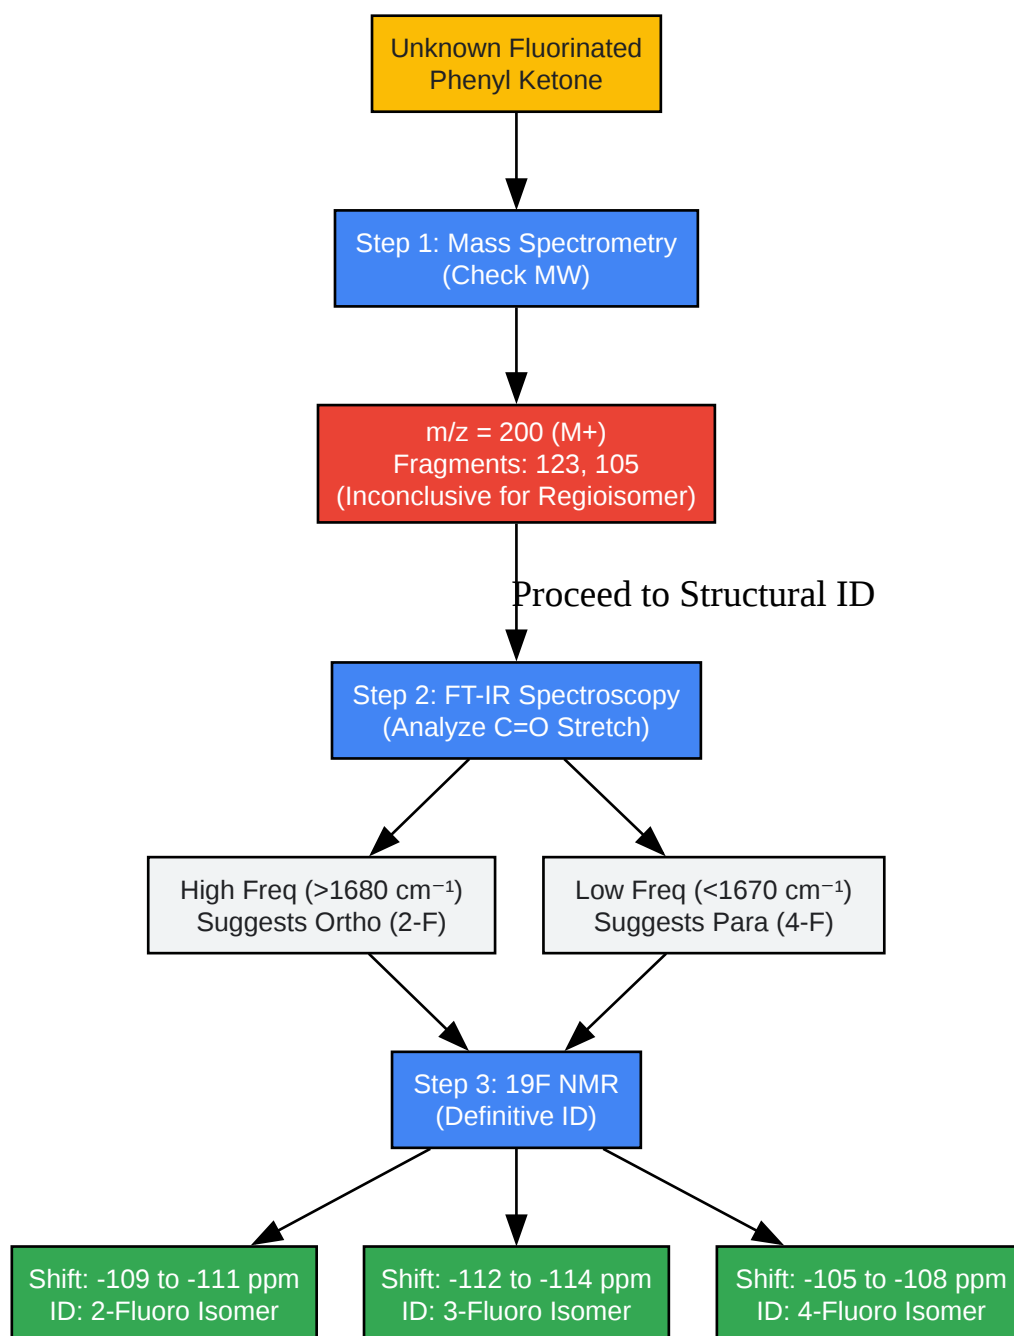 Unknown Fluorinated
Phenyl Ketone
Step 1: Mass Spectrometry
(Check MW)
m/z = 200 (M+)
Fragments: 123, 105
(Inconclusive for Regioisomer)
Proceed to Structural ID
Step 2: FT-IR Spectroscopy
(Analyze C=O Stretch)
High Freq (>1680 cm⁻¹)
Suggests Ortho (2-F)
Low Freq (<1670 cm⁻¹)
Suggests Para (4-F)
Step 3: 19F NMR
(Definitive ID)
Shift: -109 to -111 ppm
ID: 2-Fluoro Isomer
Shift: -112 to -114 ppm
ID: 3-Fluoro Isomer
Shift: -105 to -108 ppm
ID: 4-Fluoro Isomer